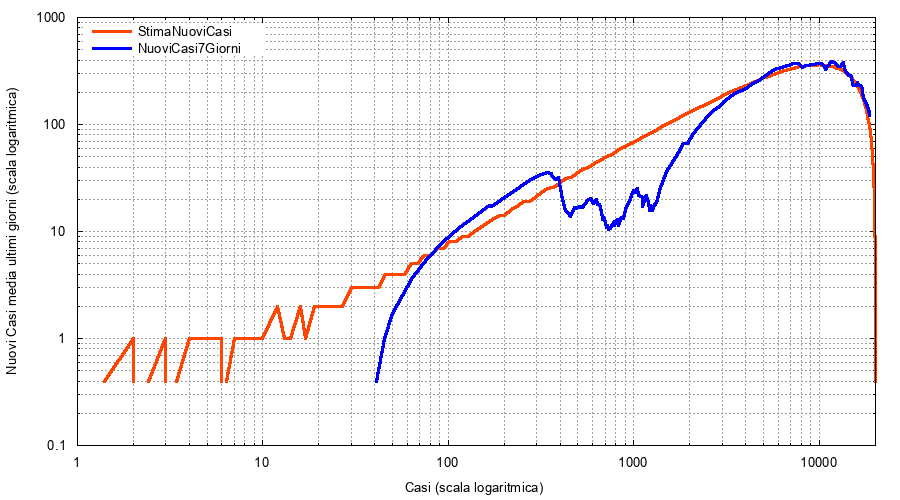 1000
100
10
1
0.1
StimaNuoviCasi
NuoviCasi7Giorni
Nuovi Casi media ultimi giorni (scala logaritmica)
1 10 100 1000 10000
Casi (scala logaritmica)